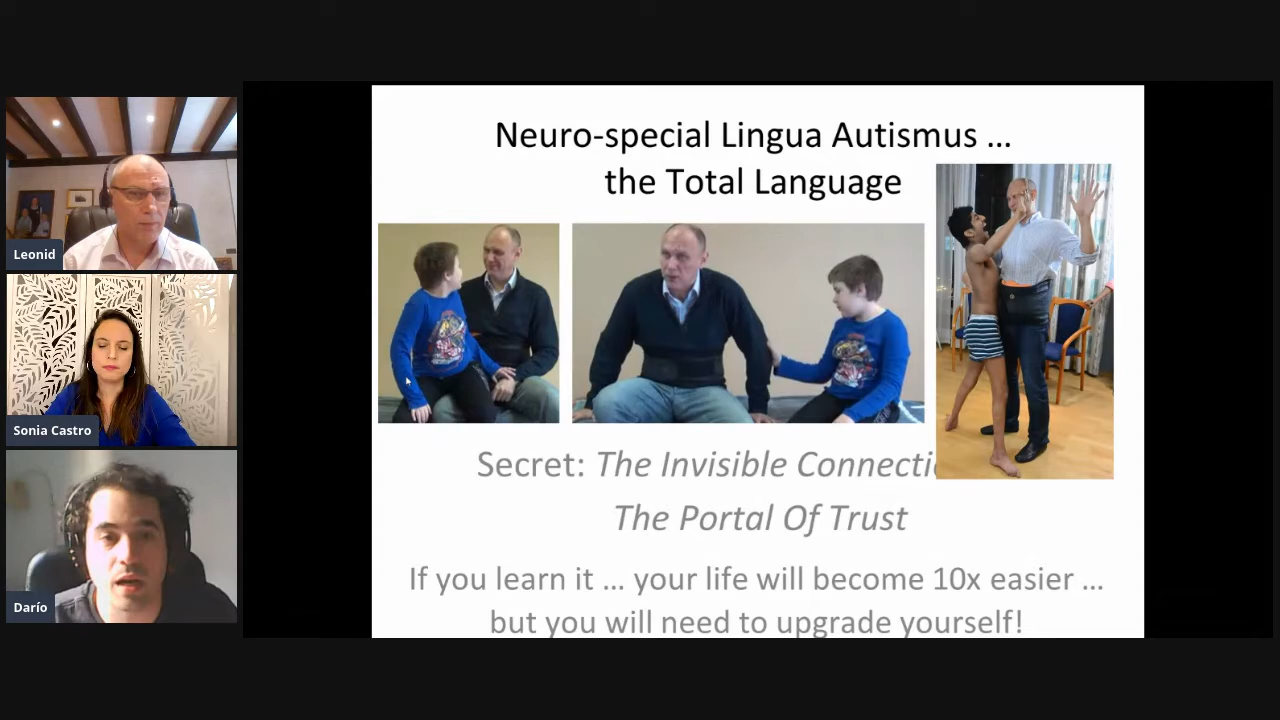 Neuro-special Lingua Autismus ...
the Total Language
Secret: The Invisible Connecti
The Portal Of Trust
If you learn it ... your life will become 10x easier ...
but you will need to upgrade yourself!
Leonid
Sonia Castro
Darío